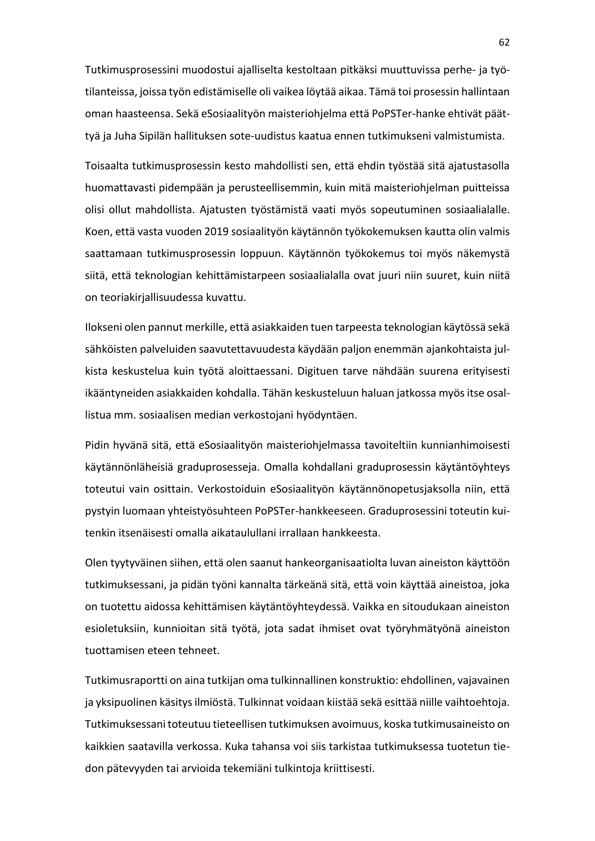 62
Tutkimusprosessini muodostui ajalliselta kestoltaan pitkäksi muuttuvissa perhe- ja työ-
tilanteissa, joissa työn edistämiselle oli vaikea löytää aikaa. Tämä toi prosessin hallintaan
oman haasteensa. Sekä eSosiaalityön maisteriohjelma että PoPSTer-hanke ehtivät päät-
tyä ja Juha Sipilän hallituksen sote-uudistus kaatua ennen tutkimukseni valmistumista.
Toisaalta tutkimusprosessin kesto mahdollisti sen, että ehdin työstää sitä ajatustasolla
huomattavasti pidempään ja perusteellisemmin, kuin mitä maisteriohjelman puitteissa
olisi ollut mahdollista. Ajatusten työstämistä vaati myös sopeutuminen sosiaalialalle.
Koen, että vasta vuoden 2019 sosiaalityön käytännön työkokemuksen kautta olin valmis
saattamaan tutkimusprosessin loppuun. Käytännön työkokemus toi myös näkemystä
siitä, että teknologian kehittämistarpeen sosiaalialalla ovat juuri niin suuret, kuin niitä
on teoriakirjallisuudessa kuvattu.
Ilokseni olen pannut merkille, että asiakkaiden tuen tarpeesta teknologian käytössä sekä
sähköisten palveluiden saavutettavuudesta käydään paljon enemmän ajankohtaista jul-
kista keskustelua kuin työtä aloittaessani. Digituen tarve nähdään suurena erityisesti
ikääntyneiden asiakkaiden kohdalla. Tähän keskusteluun haluan jatkossa myös itse osal-
listua mm. sosiaalisen median verkostojani hyödyntäen.
Pidin hyvänä sitä, että eSosiaalityön maisteriohjelmassa tavoiteltiin kunnianhimoisesti
käytännönläheisiä graduprosesseja. Omalla kohdallani graduprosessin käytäntöyhteys
toteutui vain osittain. Verkostoiduin eSosiaalityön käytännönopetusjaksolla niin, että
pystyin luomaan yhteistyösuhteen PoPSTer-hankkeeseen. Graduprosessini toteutin kui-
tenkin itsenäisesti omalla aikataulullani irrallaan hankkeesta.
Olen tyytyväinen siihen, että olen saanut hankeorganisaatiolta luvan aineiston käyttöön
tutkimuksessani, ja pidän työni kannalta tärkeänä sitä, että voin käyttää aineistoa, joka
on tuotettu aidossa kehittämisen käytäntöyhteydessä. Vaikka en sitoudukaan aineiston
esioletuksiin, kunnioitan sitä työtä, jota sadat ihmiset ovat työryhmätyönä aineiston
tuottamisen eteen tehneet.
Tutkimusraportti on aina tutkijan oma tulkinnallinen konstruktio: ehdollinen, vajavainen
ja yksipuolinen käsitys ilmiöstä. Tulkinnat voidaan kiistää sekä esittää niille vaihtoehtoja.
Tutkimuksessani toteutuu tieteellisen tutkimuksen avoimuus, koska tutkimusaineisto on
kaikkien saatavilla verkossa. Kuka tahansa voi siis tarkistaa tutkimuksessa tuotetun tie-
don pätevyyden tai arvioida tekemiäni tulkintoja kriittisesti.